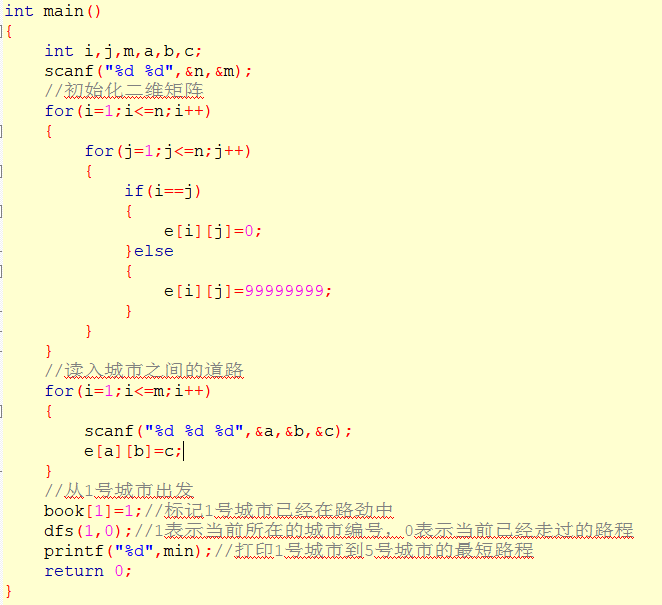 int main()
{
int i,j,m,a,b,c;
scanf("%d %d",&n,&m);
//初始化二维矩阵
for(i=1;i<=n;i++)
{
for(j=1;j<=n;j++)
{
if(i==j)
{
e[i][j]=0;
}else
{
e[i][j]=99999999;
}
}
}
//读入城市之间的道路
for(i=1;i<=m;i++)
{
scanf("%d %d %d",&a,&b,&c);
e[a][b]=c;
}
//从1号城市出发
book[1]=1;//标记1号城市已经在路劲中
dfs(1,0);//1表示当前所在的城市编号，0表示当前已经走过的路程
printf("%d",min);//打印1号城市到5号城市的最短路程
return 0;
}